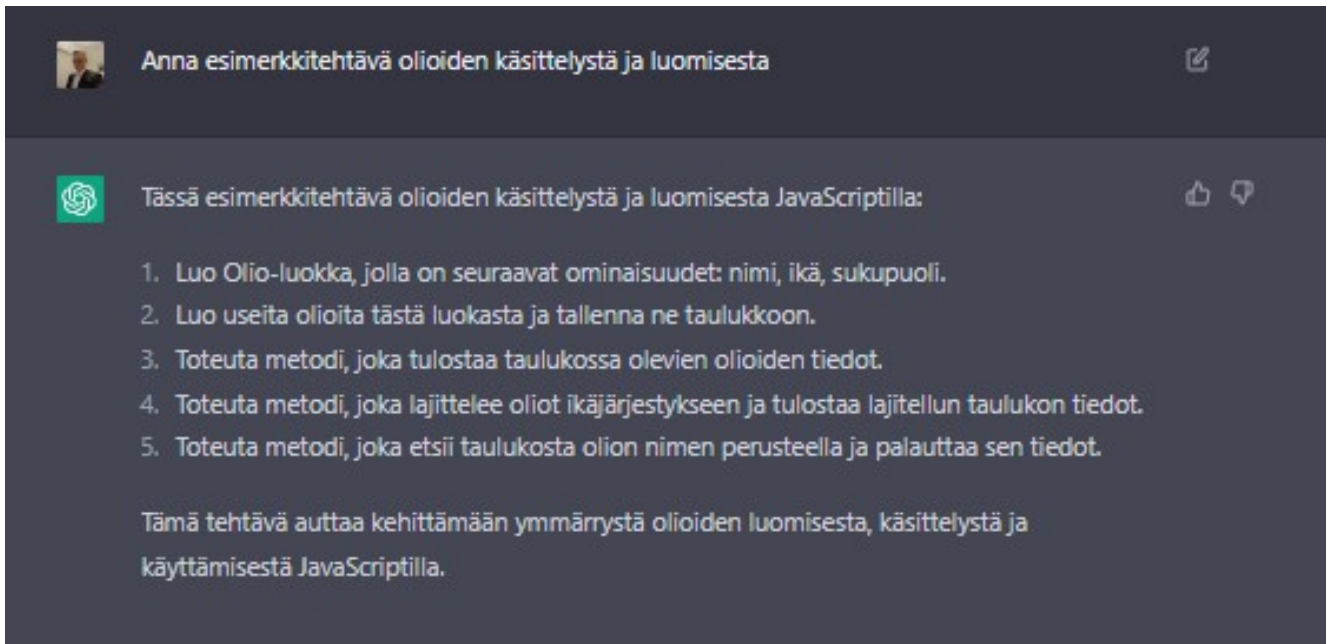 Anna esimerkkitehtävä olioiden käsittelystä ja luomisesta
Tässä esimerkkitehtävä olioiden käsittelystä ja luomisesta JavaScriptilla:
1. Luo Olio-luokka, jolla on seuraavat ominaisuudet: nimi, ikä, sukupuoli.
2. Luo useita olioita tästä luokasta ja tallenna ne taulukkoon.
3. Toteuta metodi, joka tulostaa taulukossa olevien olioiden tiedot.
4. Toteuta metodi, joka lajittelee oliot ikäjärjestykseen ja tulostaa lajitellun taulukon tiedot.
5. Toteuta metodi, joka etsii taulukosta olion nimen perusteella ja palauttaa sen tiedot.
Tämä tehtävä auttaa kehittämään ymmärrystä olioiden luomisesta, käsittelystä ja
käyttämisestä JavaScriptilla.